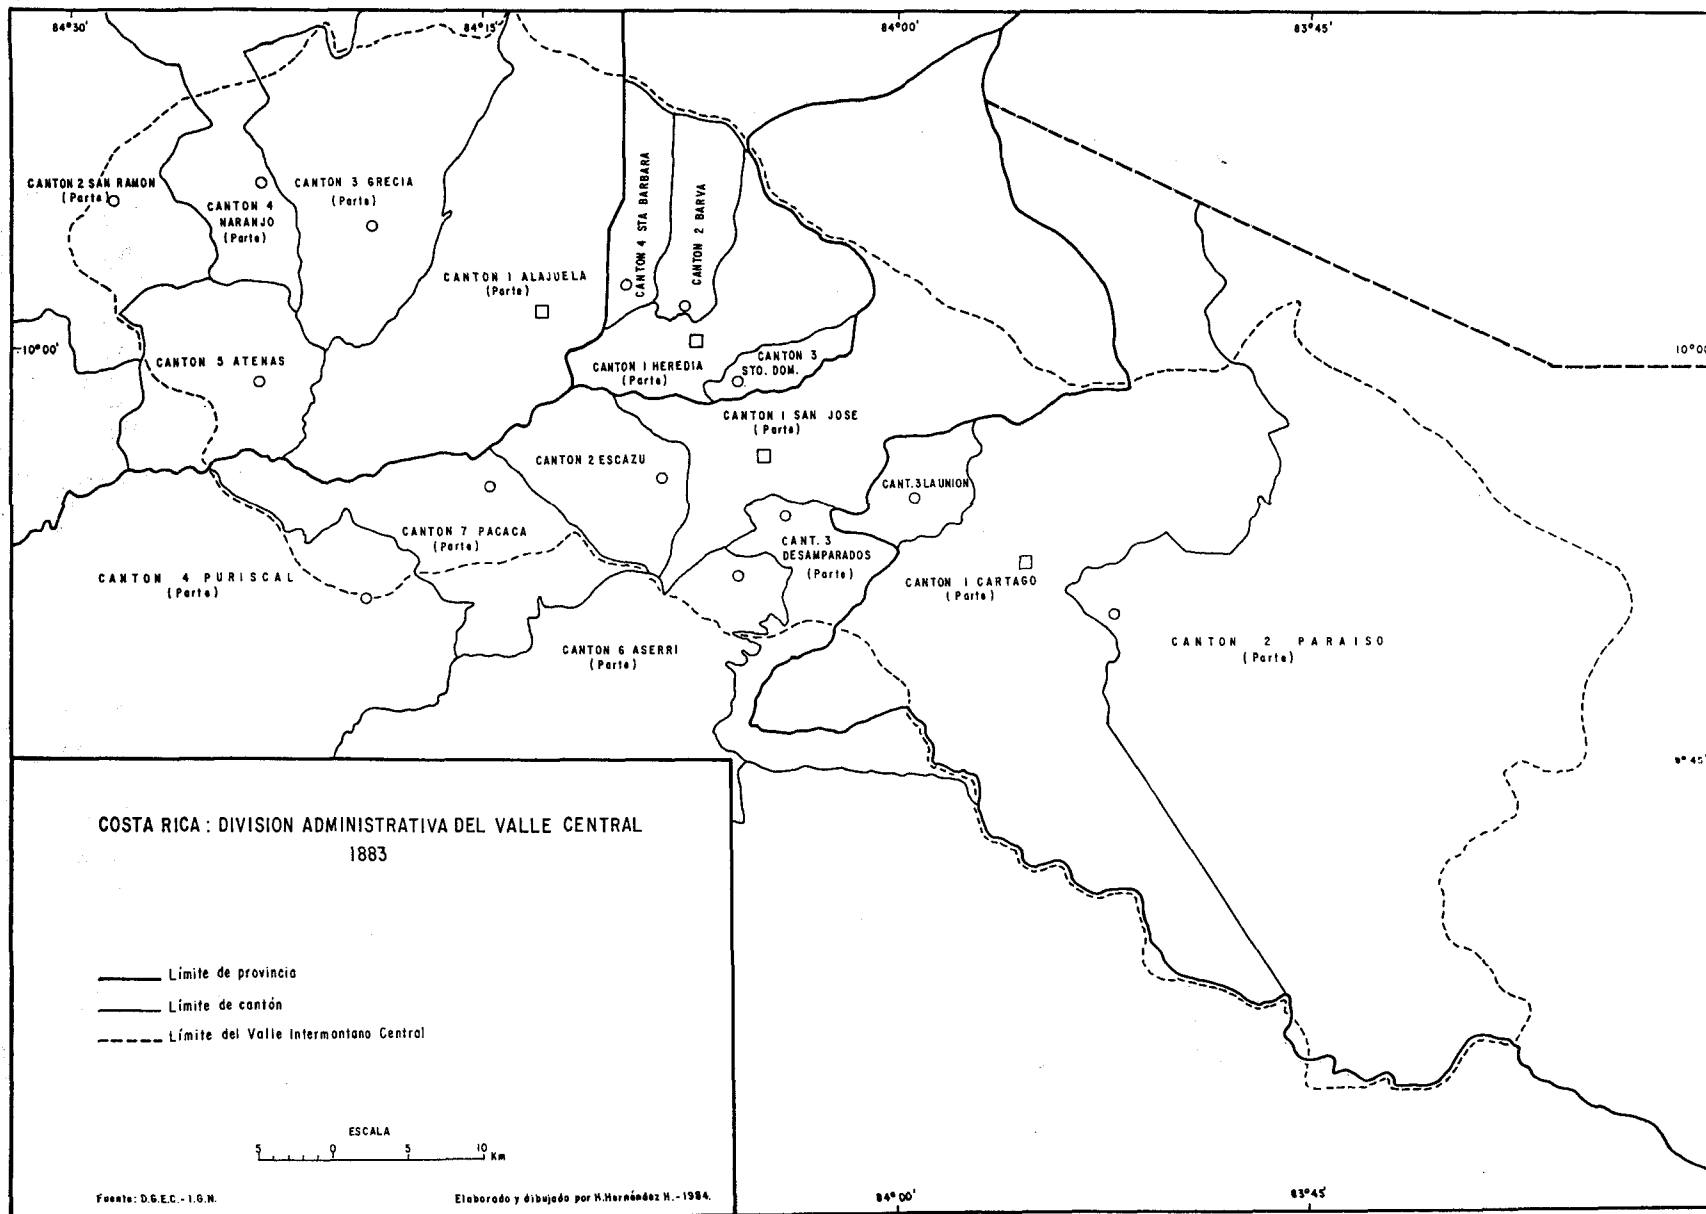 84°30'
84°15'
84°00'
83°45'
CANTON 2 SAN RAMON
(Parte)
CANTON 4
NARANJO
(Parte)
CANTON 3 GRECIA
(Parte)
CANTON 1 ALAJUELA
(Parte)
CANTON 4 STA BARBARA
CANTON 2 BARVA
10°00'
10°00'
CANTON 5 ATENAS
CANTON 1 HEREDIA
(Parte)
CANTON 3
STO. DOM.
CANTON 1 SAN JOSE
(Parte)
CANTON 2 ESCAZU
CANT. 3 LA UNION
CANTON 7 PACACA
(Parte)
CANT. 3
DESAMPARADOS
(Parte)
CANTON 4 PURISCAL
(Parte)
CANTON 1 CARTAGO
(Parte)
CANTON 6 ASERRI
(Parte)
CANTON 2 PARAISO
(Parte)
9°45'
COSTA RICA : DIVISION ADMINISTRATIVA DEL VALLE CENTRAL
1883
Límite de provincia
Límite de cantón
Límite del Valle Intermontano Central
ESCALA
5 0 5 10 Km
Fuente: D.G.E.C.- I.G.N.
Elaborado y dibujado por H.Hernández H.-1984.
84°00'
83°45'